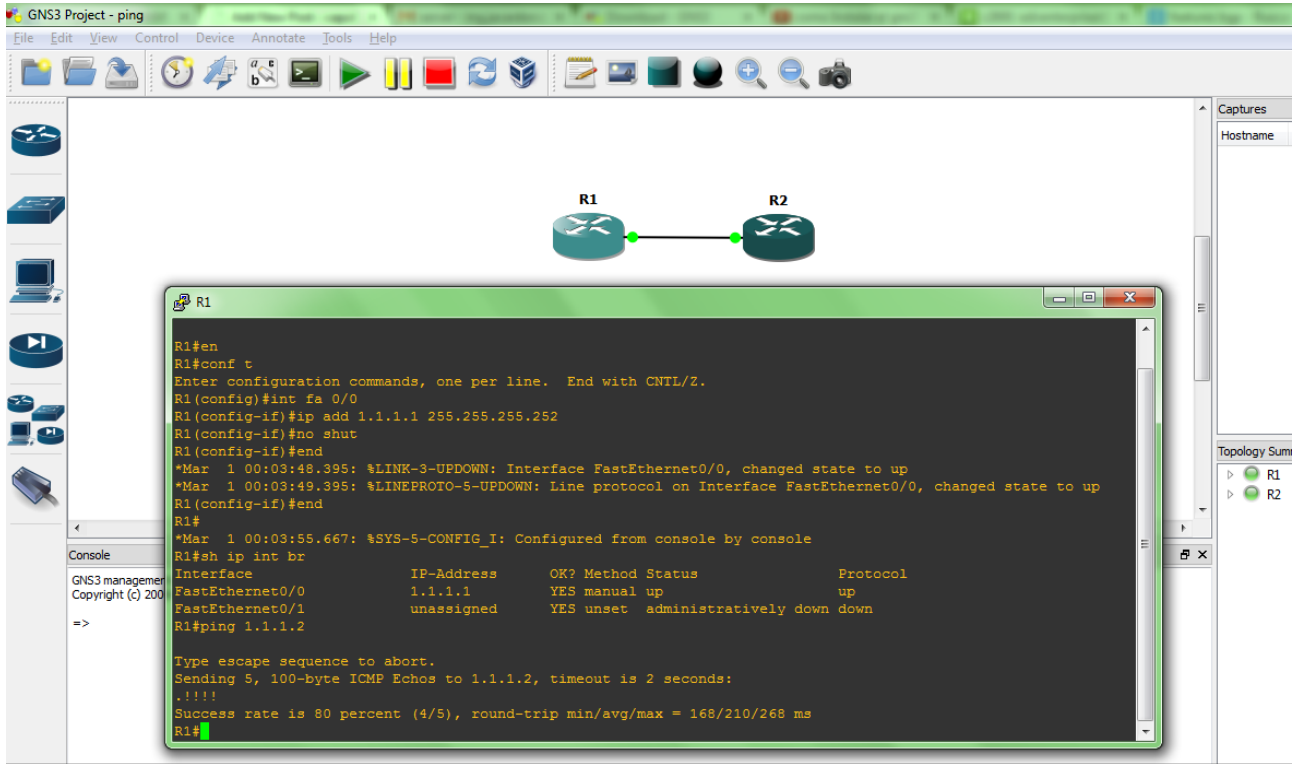 GNS3 Project - ping
File Edit View Control Device Annotate Tools Help
Captures
Hostname
R1 R2
R1
R1#en
R1#conf t
Enter configuration commands, one per line.  End with CNTL/Z.
R1(config)#int fa 0/0
R1(config-if)#ip add 1.1.1.1 255.255.255.252
R1(config-if)#no shut
R1(config-if)#end
*Mar  1 00:03:48.395: %LINK-3-UPDOWN: Interface FastEthernet0/0, changed state to up
*Mar  1 00:03:49.395: %LINEPROTO-5-UPDOWN: Line protocol on Interface FastEthernet0/0, changed state to up
R1(config-if)#end
R1#
*Mar  1 00:03:55.667: %SYS-5-CONFIG_I: Configured from console by console
R1#sh ip int br
Interface IP-Address OK? Method Status Protocol
FastEthernet0/0 1.1.1.1 YES manual up up
FastEthernet0/1 unassigned YES unset administratively down down
R1#ping 1.1.1.2
Type escape sequence to abort.
Sending 5, 100-byte ICMP Echos to 1.1.1.2, timeout is 2 seconds:
.!!!!
Success rate is 80 percent (4/5), round-trip min/avg/max = 168/210/268 ms
R1#
Console
GNS3 managemen
Copyright (c) 200
=>
Topology Sum
R1
R2